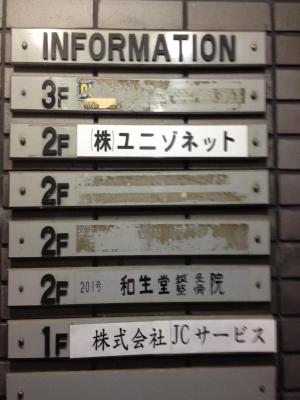 INFORMATION
3F
2F (株)ユニゾネット
2F
2F
2F 201号 和生堂 鍼灸整骨院
1F 株式会社JCサービス